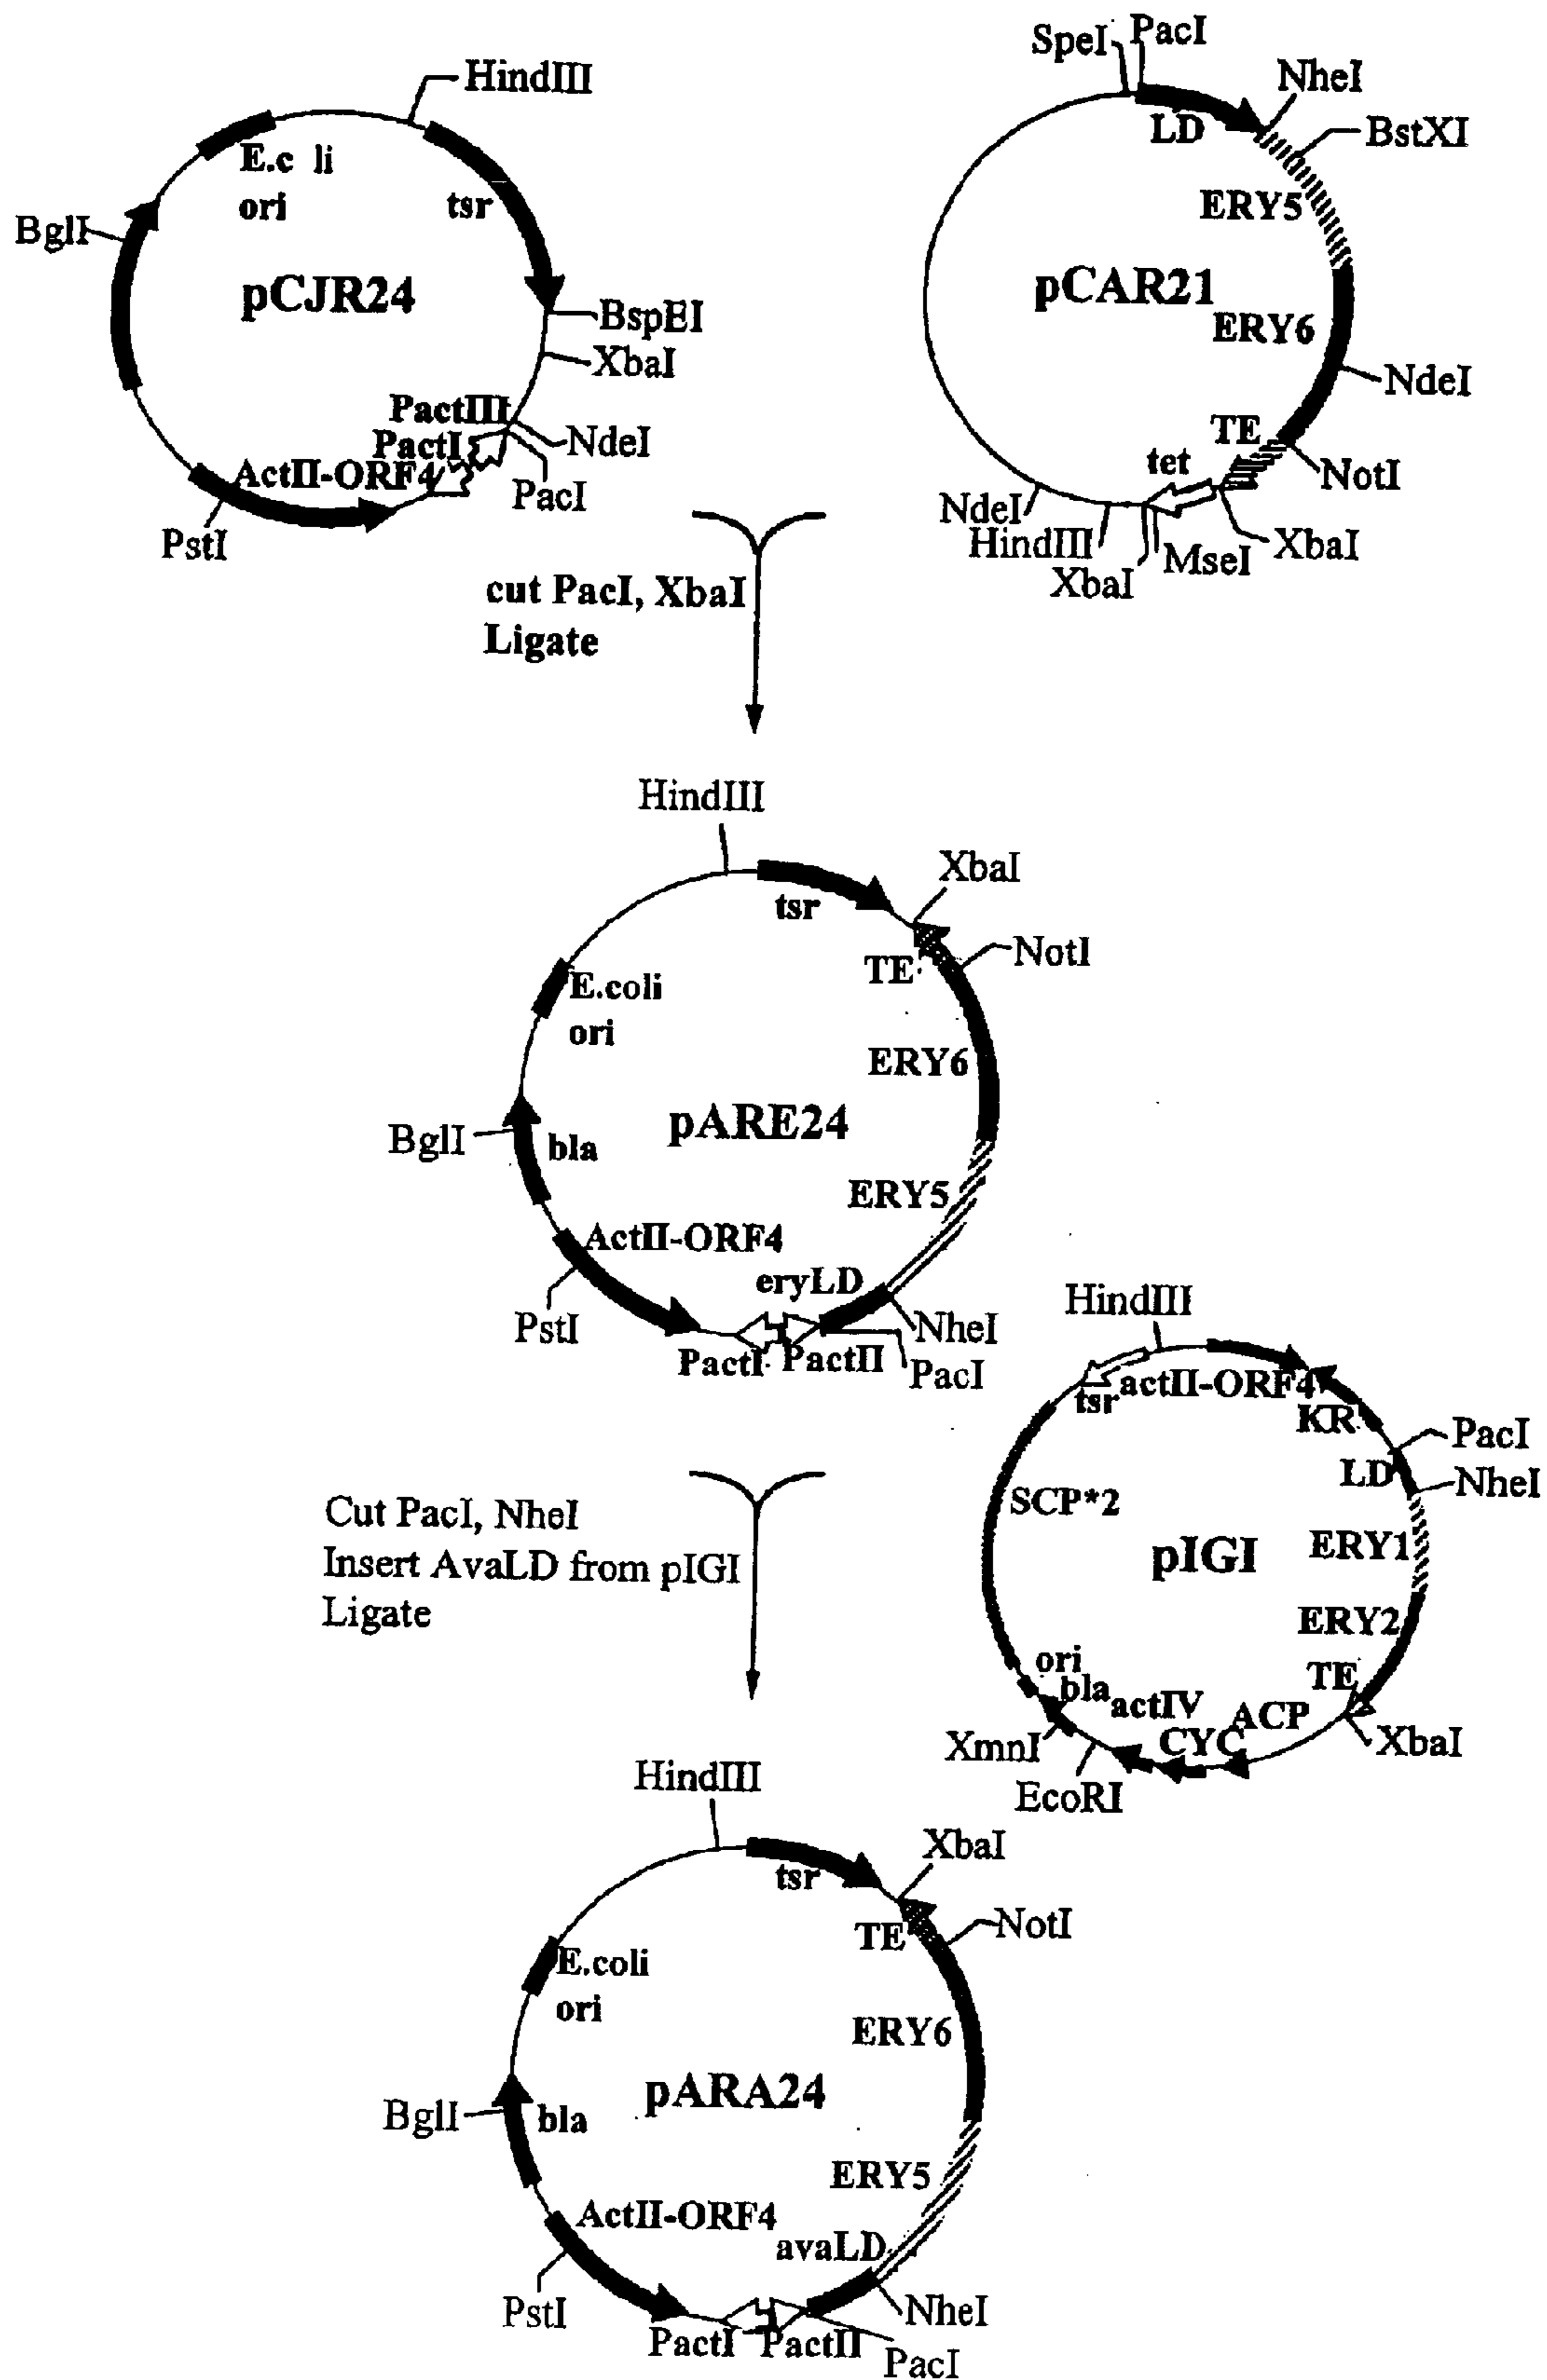 HindIII
E.c li
ori
tsr
BglI
pCJR24
BspEI
XbaI
PactIII
PactI
NdeI
ActII-ORF4
PacI
PstI
SpeI
PacI
NheI
LD
BstXI
ERY5
pCAR21
ERY6
NdeI
TE
tet
NotI
NdeI
HindIII
XbaI
MseI
XbaI
cut PacI, XbaI
Ligate
HindIII
XbaI
tsr
TE
NotI
E.coli
ori
ERY6
pARE24
BglI
bla
ERY5
ActII-ORF4
eryLD
PstI
NheI
PactI
PactII
PacI
HindIII
tsr
actII-ORF4
KR
PacI
LD
NheI
SCP*2
pIGI
ERY1
ERY2
TE
ori
bla
actIV
ACP
CYC
XmnI
XbaI
EcoRI
Cut PacI, NheI
Insert AvaLD from pIGI
Ligate
HindIII
XbaI
tsr
TE
NotI
E.coli
ori
ERY6
pARA24
BglI
bla
ERY5
ActII-ORF4
avaLD
PstI
NheI
PactI
PactII
PacI